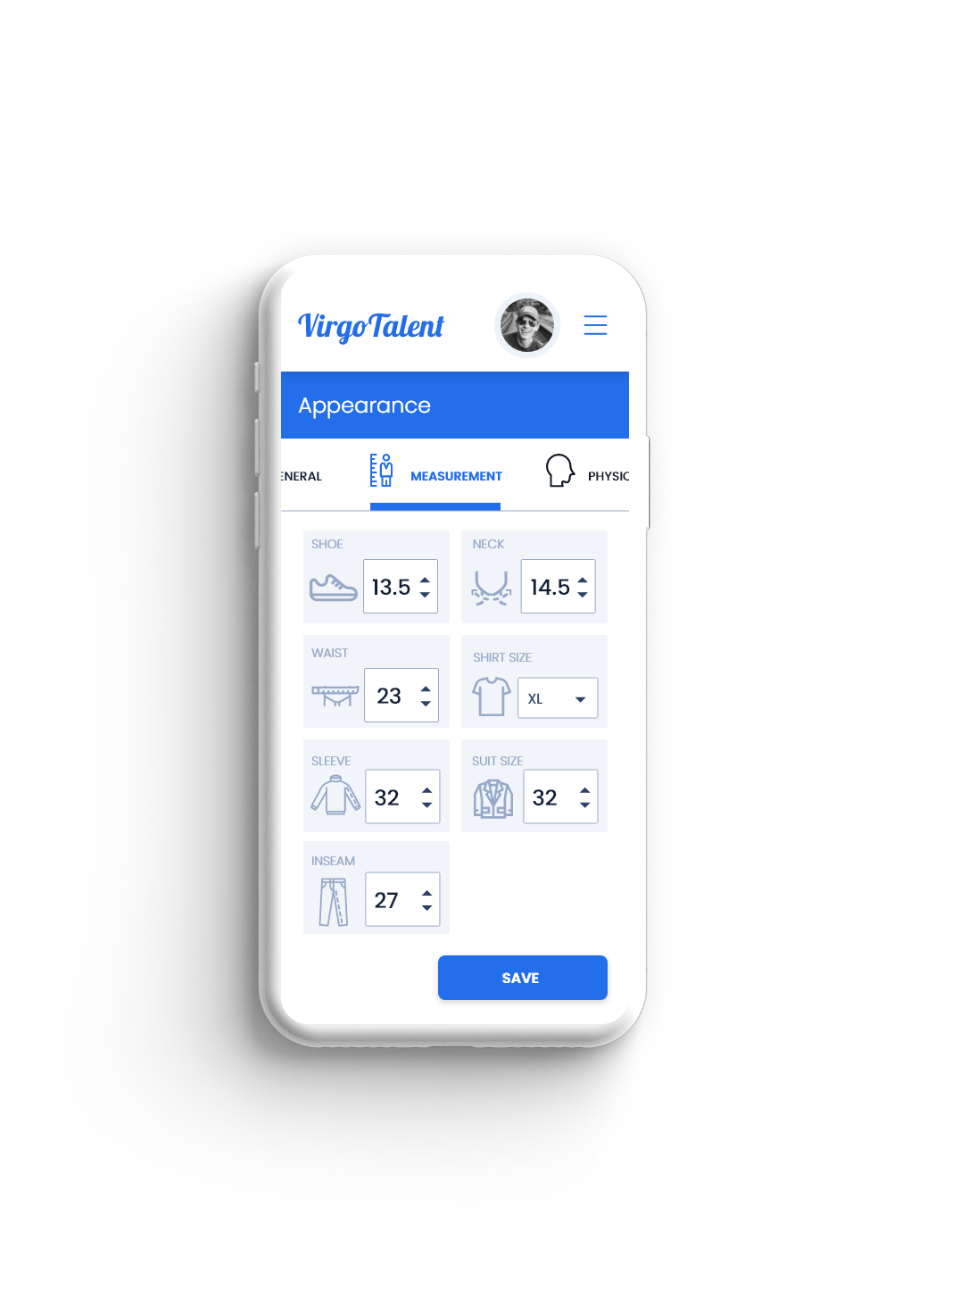 VirgoTalent
Appearance
ENERAL
MEASUREMENT
PHYSIC
SHOE
NECK
13.5
14.5
WAIST
SHIRT SIZE
23
XL
SLEEVE
SUIT SIZE
32
32
INSEAM
27
SAVE